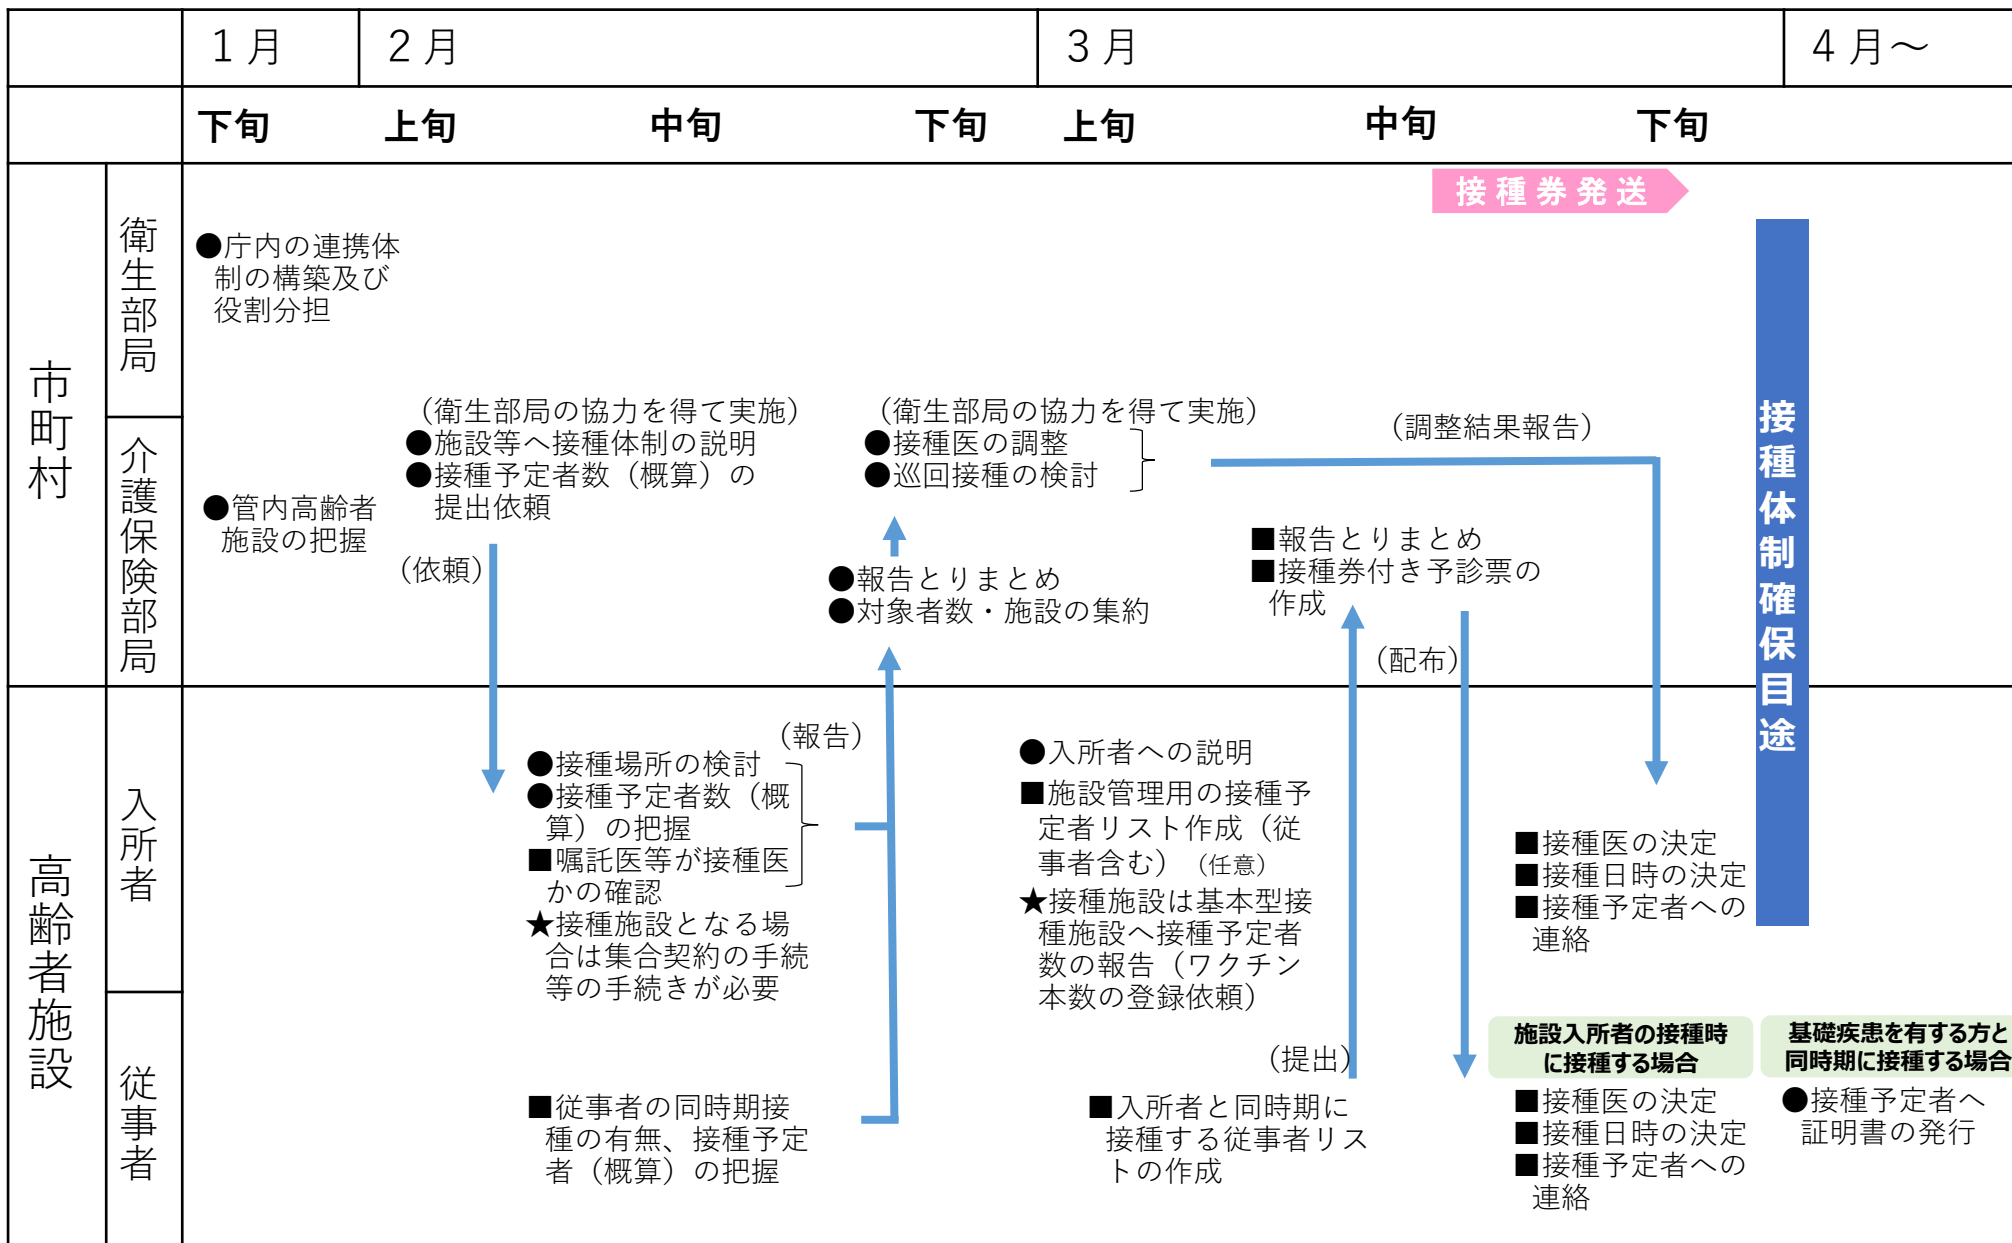 1月
2月
3月
4月～
下旬
上旬
中旬
下旬
上旬
中旬
下旬
市町村
衛生部局
介護保険部局
接種券発送
●庁内の連携体
制の構築及び
役割分担
●管内高齢者
施設の把握
（衛生部局の協力を得て実施）
●施設等へ接種体制の説明
●接種予定者数（概算）の
提出依頼
（依頼）
（衛生部局の協力を得て実施）
●接種医の調整
●巡回接種の検討
●報告とりまとめ
●対象者数・施設の集約
（調整結果報告）
■報告とりまとめ
■接種券付き予診票の
作成
（配布）
接種体制確保目途
高齢者施設
入所者
従事者
（報告）
●接種場所の検討
●接種予定者数（概
算）の把握
■嘱託医等が接種医
かの確認
★接種施設となる場
合は集合契約の手続
等の手続きが必要
●入所者への説明
■施設管理用の接種予
定者リスト作成（従
事者含む）（任意）
★接種施設は基本型接
種施設へ接種予定者
数の報告（ワクチン
本数の登録依頼）
■接種医の決定
■接種日時の決定
■接種予定者への
連絡
■従事者の同時期接
種の有無、接種予定
者（概算）の把握
（提出）
■入所者と同時期に
接種する従事者リス
トの作成
施設入所者の接種時
に接種する場合
■接種医の決定
■接種日時の決定
■接種予定者への
連絡
基礎疾患を有する方と
同時期に接種する場合
●接種予定者へ
証明書の発行